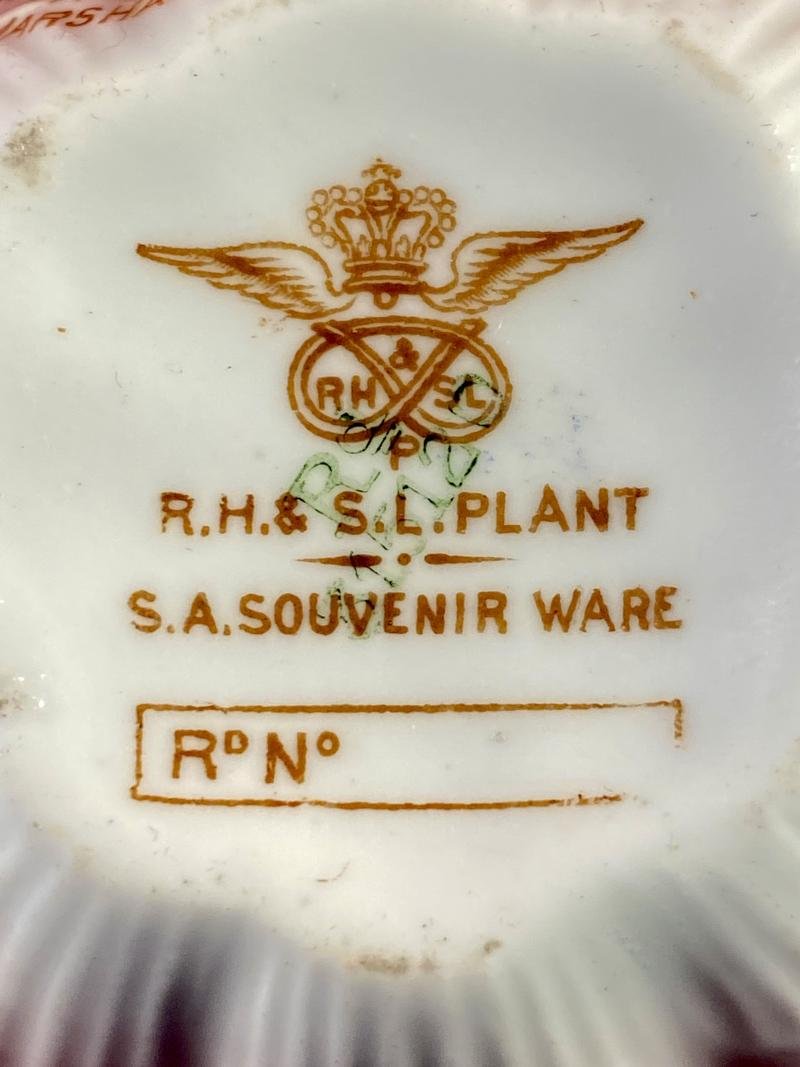 &
RH SL
P
R.H.& S.L.PLANT
S.A.SOUVENIR WARE
Rᴰ Nº